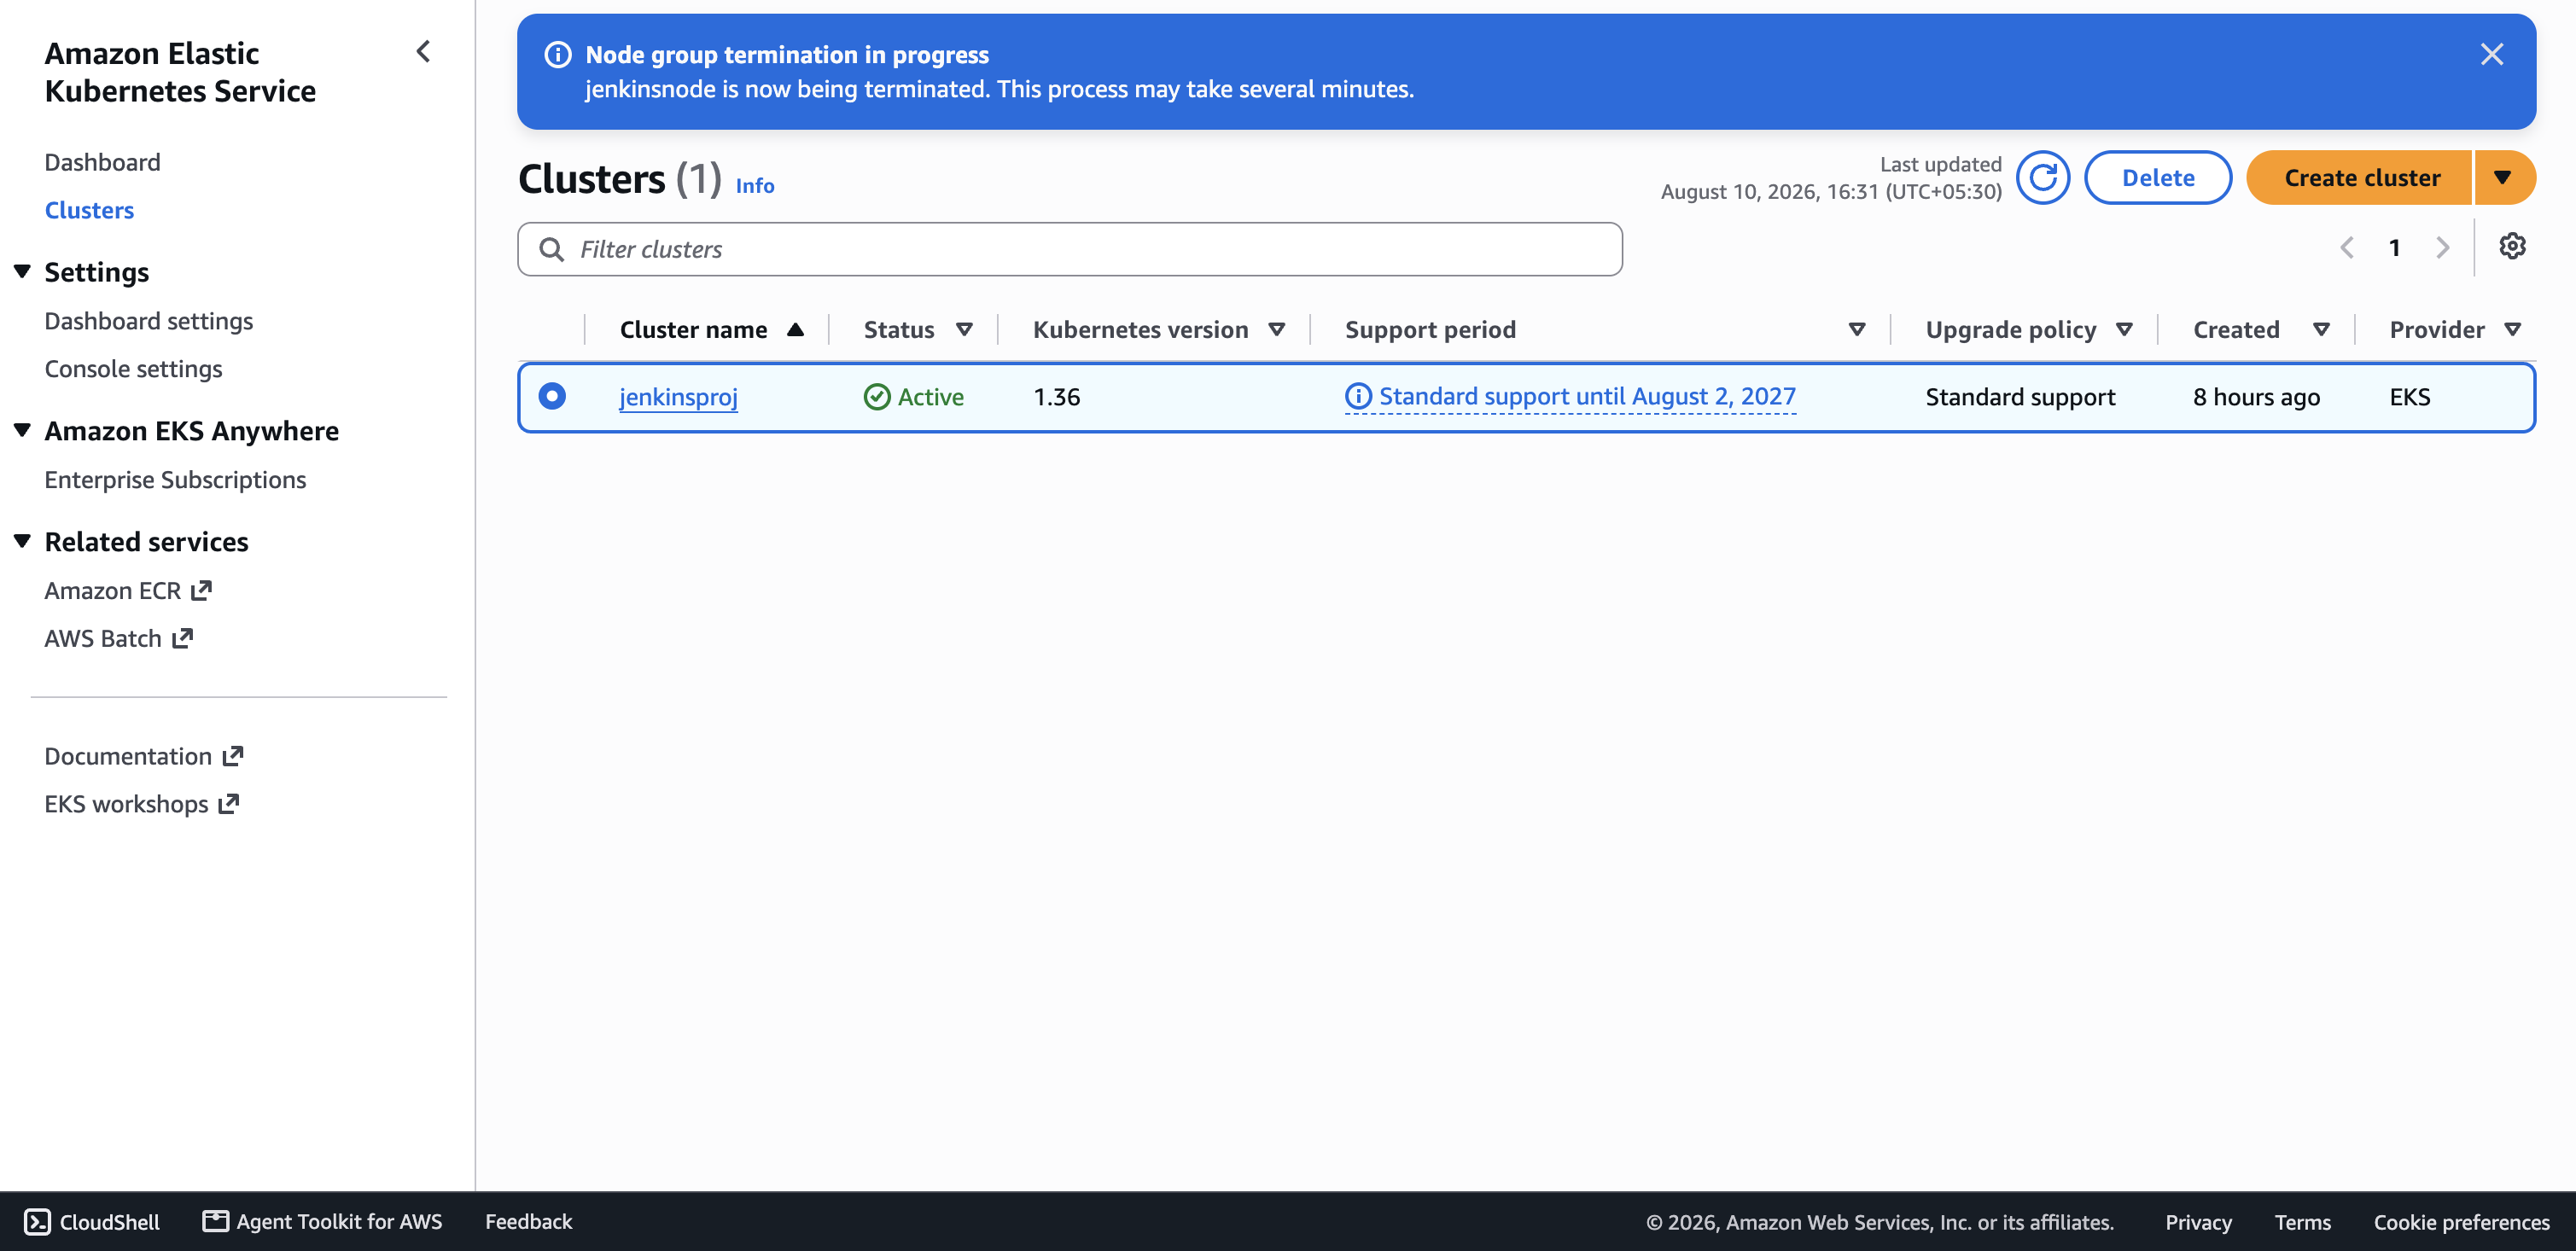 Amazon Elastic
Kubernetes Service
Dashboard
Clusters
Settings
Dashboard settings
Console settings
Amazon EKS Anywhere
Enterprise Subscriptions
Related services
Amazon ECR
AWS Batch
Documentation
EKS workshops
Node group termination in progress
jenkinsnode is now being terminated. This process may take several minutes.
Clusters (1) Info
Last updated
August 10, 2026, 16:31 (UTC+05:30)
Delete
Create cluster
Filter clusters
1
Cluster name Status Kubernetes version Support period Upgrade policy Created Provider
jenkinsproj Active 1.36 Standard support until August 2, 2027 Standard support 8 hours ago EKS
CloudShell Agent Toolkit for AWS Feedback © 2026, Amazon Web Services, Inc. or its affiliates. Privacy Terms Cookie preferences